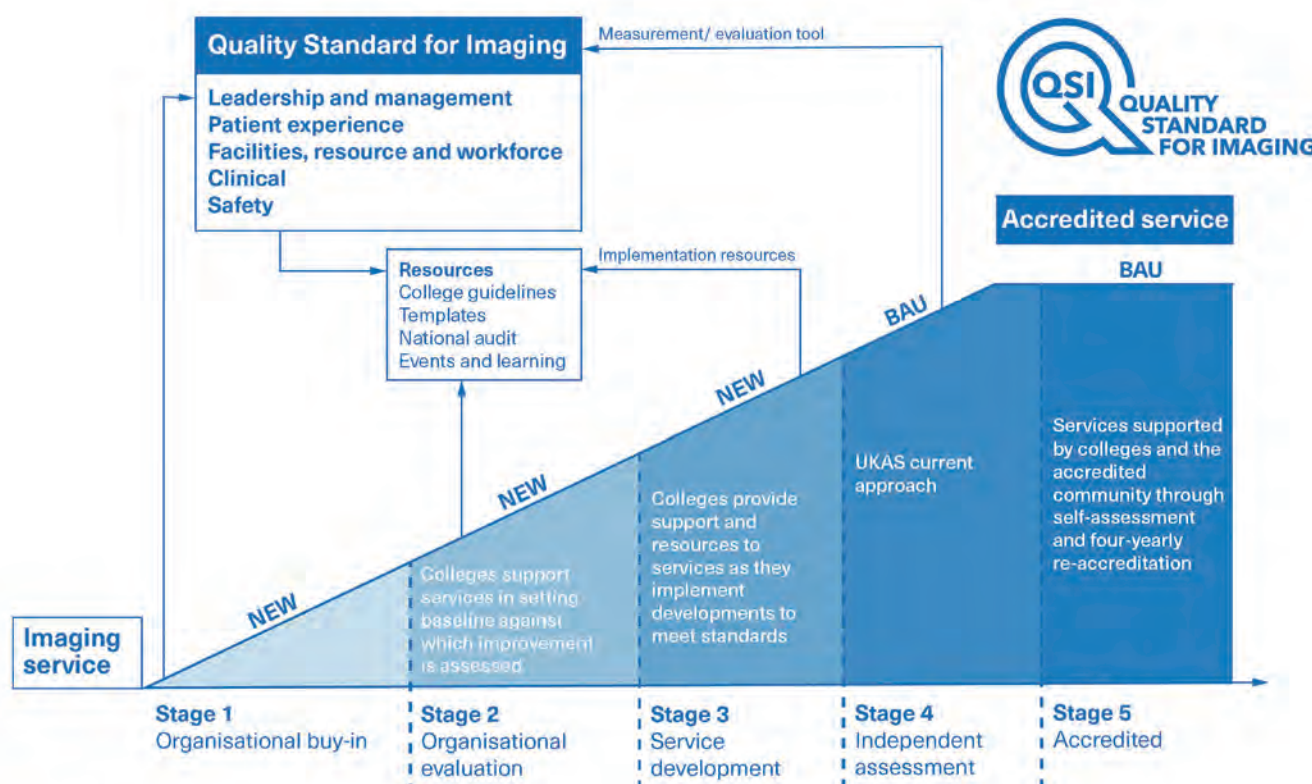 Quality Standard for Imaging
Leadership and management
Patient experience
Facilities, resource and workforce
Clinical
Safety
Measurement/ evaluation tool
QSI
QUALITY
STANDARD
FOR IMAGING
Accredited service
Resources
College guidelines
Templates
National audit
Events and learning
Implementation resources
BAU
BAU
NEW
NEW
NEW
Colleges support
services in setting
baseline against
which improvement
is assessed
Colleges provide
support and
resources to
services as they
implement
developments to
meet standards
UKAS current
approach
Services supported
by colleges and the
accredited
community through
self-assessment
and four-yearly
re-accreditation
Imaging
service
Stage 1
Organisational buy-in
Stage 2
Organisational
evaluation
Stage 3
Service
development
Stage 4
Independent
assessment
Stage 5
Accredited